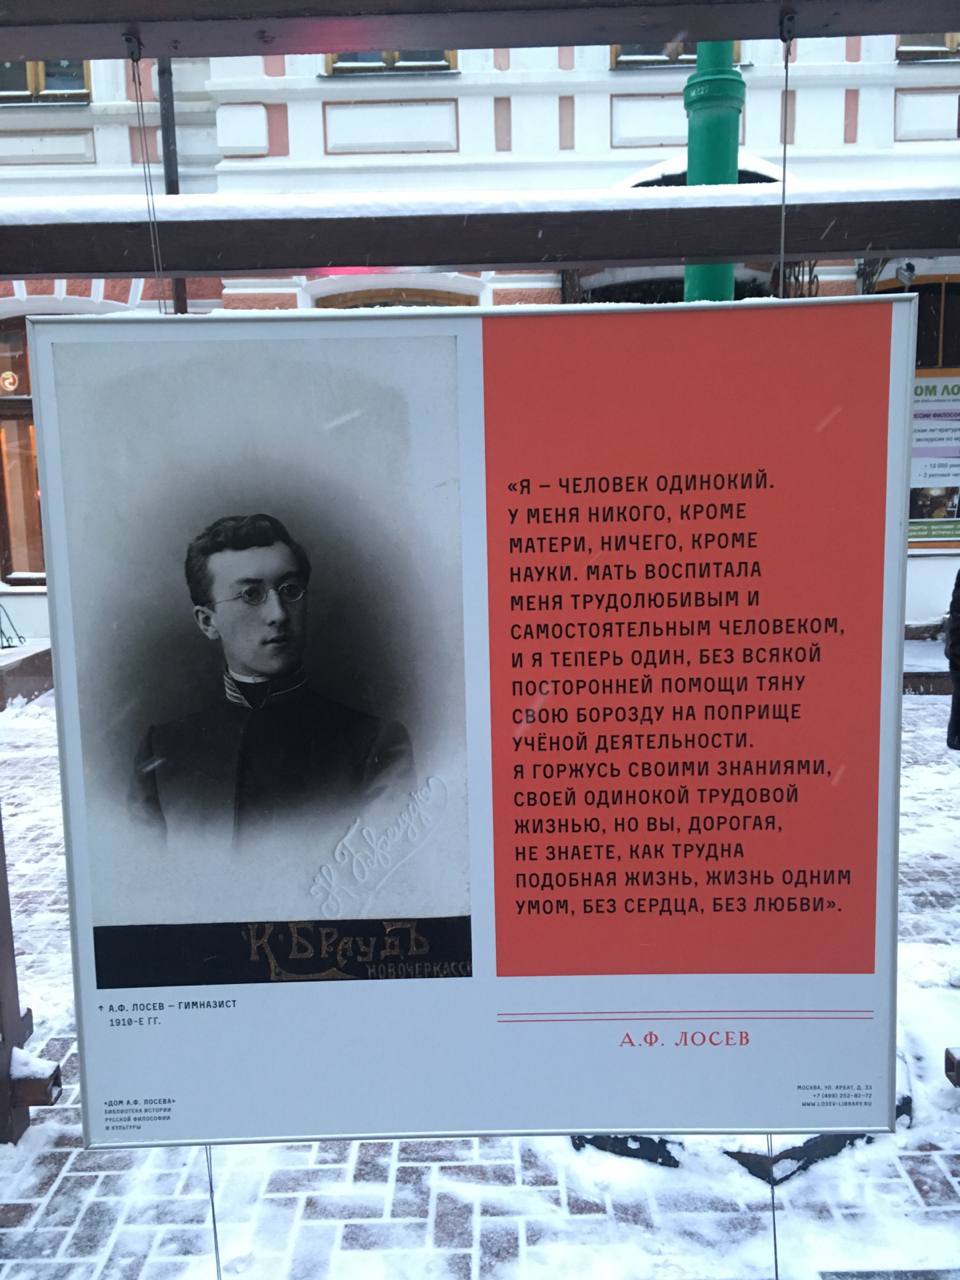 «Я – ЧЕЛОВЕК ОДИНОКИЙ.
У МЕНЯ НИКОГО, КРОМЕ
МАТЕРИ, НИЧЕГО, КРОМЕ
НАУКИ. МАТЬ ВОСПИТАЛА
МЕНЯ ТРУДОЛЮБИВЫМ И
САМОСТОЯТЕЛЬНЫМ ЧЕЛОВЕКОМ,
И Я ТЕПЕРЬ ОДИН, БЕЗ ВСЯКОЙ
ПОСТОРОННЕЙ ПОМОЩИ ТЯНУ
СВОЮ БОРОЗДУ НА ПОПРИЩЕ
УЧЁНОЙ ДЕЯТЕЛЬНОСТИ.
Я ГОРЖУСЬ СВОИМИ ЗНАНИЯМИ,
СВОЕЙ ОДИНОКОЙ ТРУДОВОЙ
ЖИЗНЬЮ, НО ВЫ, ДОРОГАЯ,
НЕ ЗНАЕТЕ, КАК ТРУДНА
ПОДОБНАЯ ЖИЗНЬ, ЖИЗНЬ ОДНИМ
УМОМ, БЕЗ СЕРДЦА, БЕЗ ЛЮБВИ».
К. БРАУДЪ
НОВОЧЕРКАССК
↑ А.Ф. ЛОСЕВ – ГИМНАЗИСТ
1910-Е ГГ.
А.Ф. ЛОСЕВ
«ДОМ А.Ф. ЛОСЕВА»
БИБЛИОТЕКА ИСТОРИИ
РУССКОЙ ФИЛОСОФИИ
И КУЛЬТУРЫ
МОСКВА, УЛ. АРБАТ, Д. 33
+7 (499) 252-82-72
WWW.LOSEV-LIBRARY.RU
ОМ ЛО